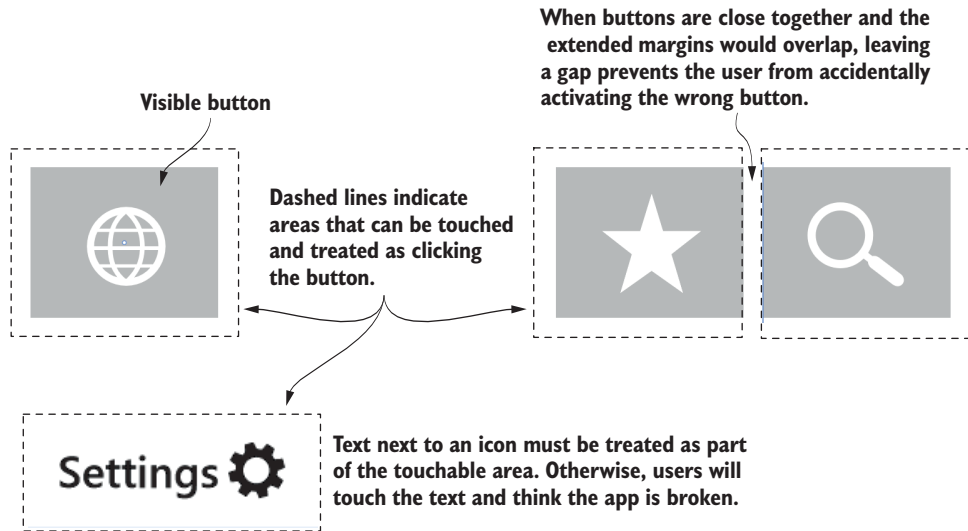 When buttons are close together and the
extended margins would overlap, leaving
a gap prevents the user from accidentally
activating the wrong button.
Visible button
Dashed lines indicate
areas that can be touched
and treated as clicking
the button.
Settings
Text next to an icon must be treated as part
of the touchable area. Otherwise, users will
touch the text and think the app is broken.